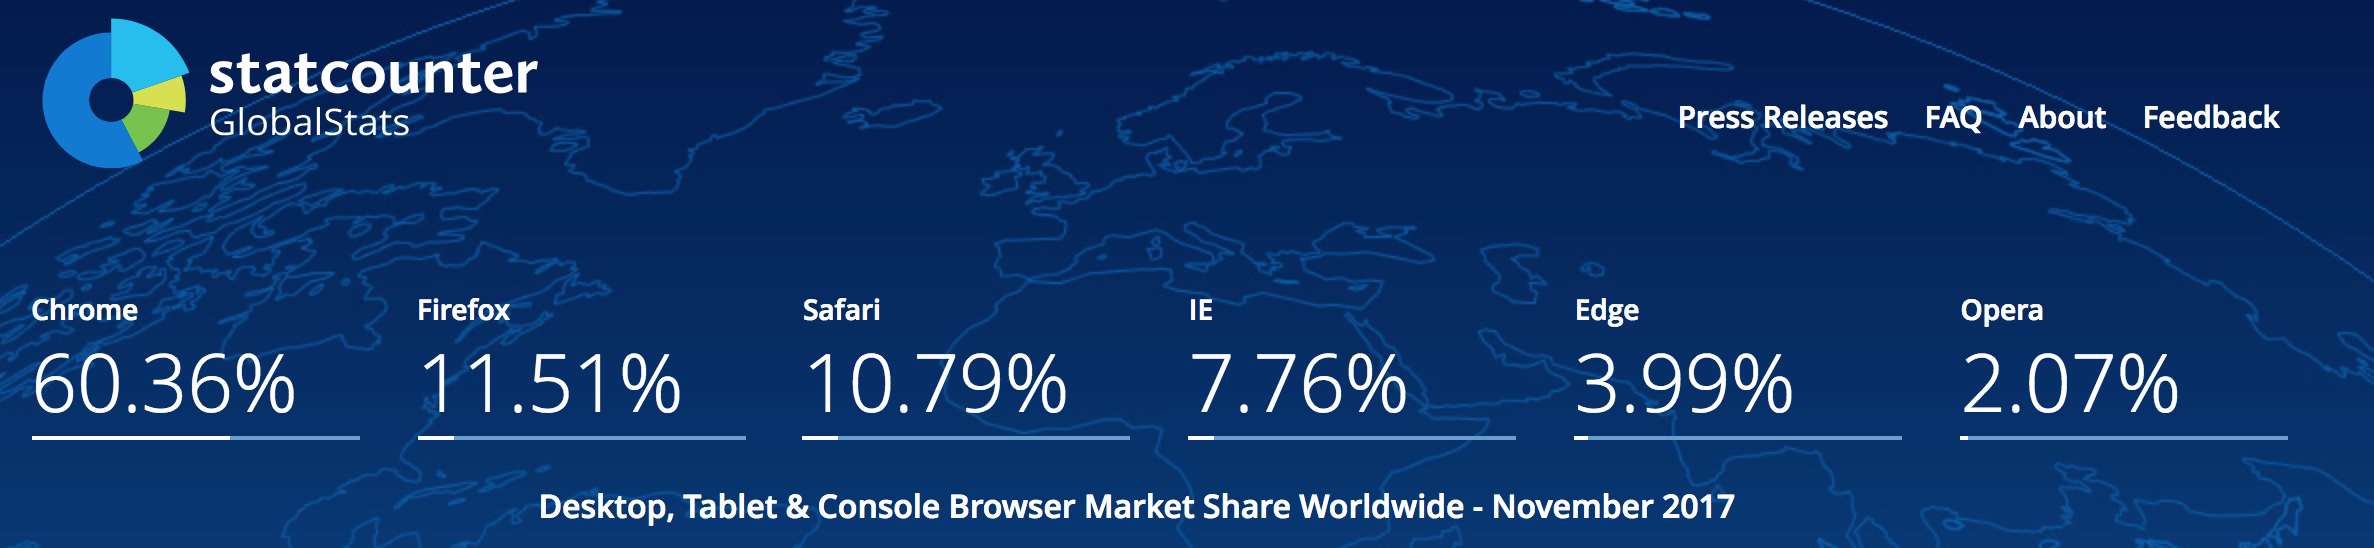 statcounter
GlobalStats
Press Releases FAQ About Feedback
Chrome Firefox Safari IE Edge Opera
60.36% 11.51% 10.79% 7.76% 3.99% 2.07%
Desktop, Tablet & Console Browser Market Share Worldwide - November 2017